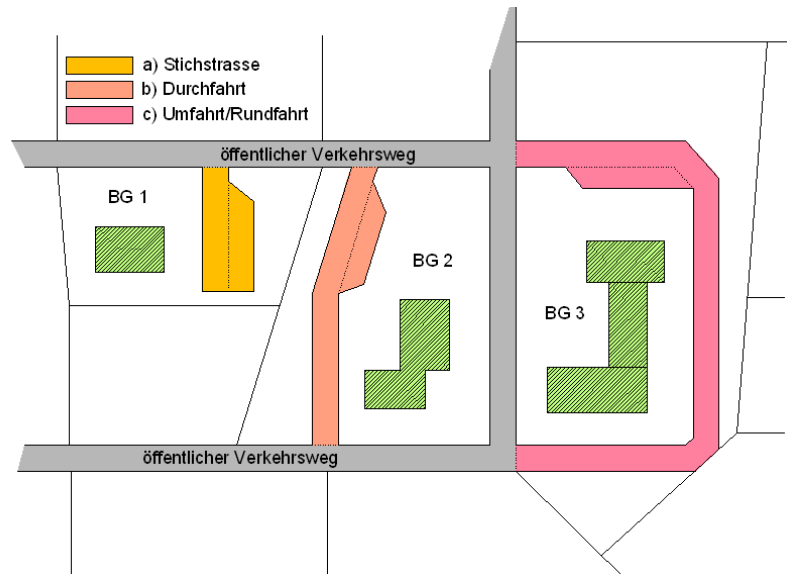 a) Stichstrasse
b) Durchfahrt
c) Umfahrt/Rundfahrt
öffentlicher Verkehrsweg
BG 1
BG 2
BG 3
öffentlicher Verkehrsweg